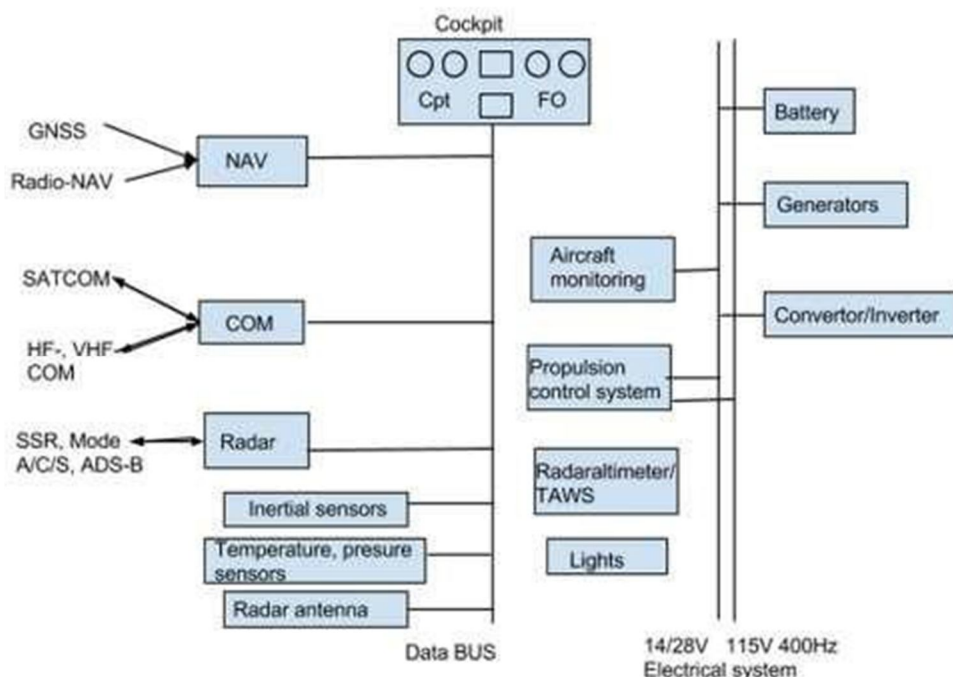 Cockpit
Cpt
FO
GNSS
Radio-NAV
NAV
SATCOM
HF-, VHF-
COM
COM
SSR, Mode
A/C/S, ADS-B
Radar
Inertial sensors
Temperature, presure
sensors
Radar antenna
Data BUS
Aircraft
monitoring
Propulsion
control system
Radaraltimeter/
TAWS
Lights
Battery
Generators
Convertor/Inverter
14/28V
115V 400Hz
Electrical system